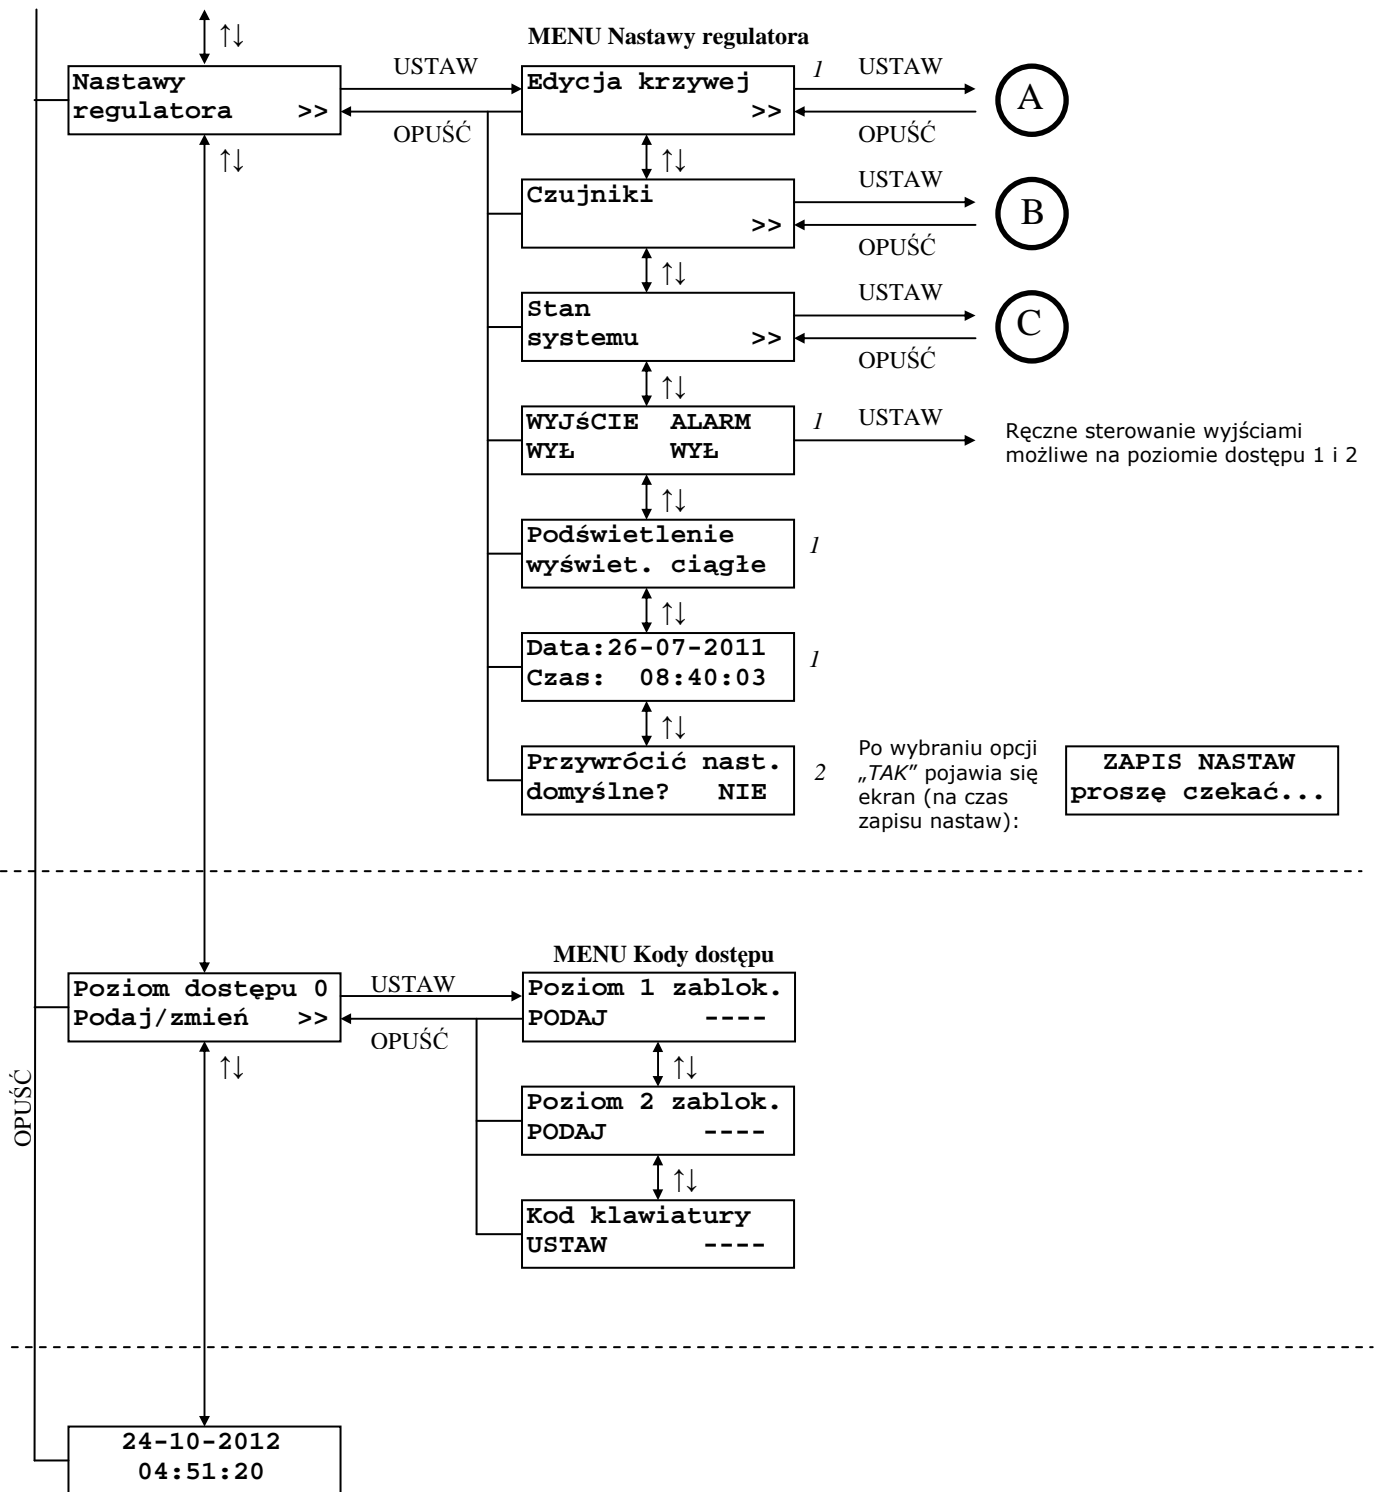 ↑↓
MENU Nastawy regulatora
Nastawy
regulatora >>
USTAW
OPUŚĆ
↑↓
Edycja krzywej
>>
1 USTAW
OPUŚĆ
A
↑↓
Czujniki
>>
USTAW
OPUŚĆ
B
↑↓
Stan
systemu >>
USTAW
OPUŚĆ
C
↑↓
WYJśCIE ALARM
WYŁ WYŁ
1 USTAW
Ręczne sterowanie wyjściami
możliwe na poziomie dostępu 1 i 2
↑↓
Podświetlenie
wyświet. ciągłe
1
↑↓
Data:26-07-2011
Czas: 08:40:03
1
↑↓
Przywrócić nast.
domyślne? NIE
2
Po wybraniu opcji
„TAK” pojawia się
ekran (na czas
zapisu nastaw):
ZAPIS NASTAW
proszę czekać...
MENU Kody dostępu
Poziom dostępu 0
Podaj/zmień >>
USTAW
OPUŚĆ
↑↓
Poziom 1 zablok.
PODAJ ----
↑↓
Poziom 2 zablok.
PODAJ ----
↑↓
Kod klawiatury
USTAW ----
OPUŚĆ
24-10-2012
04:51:20